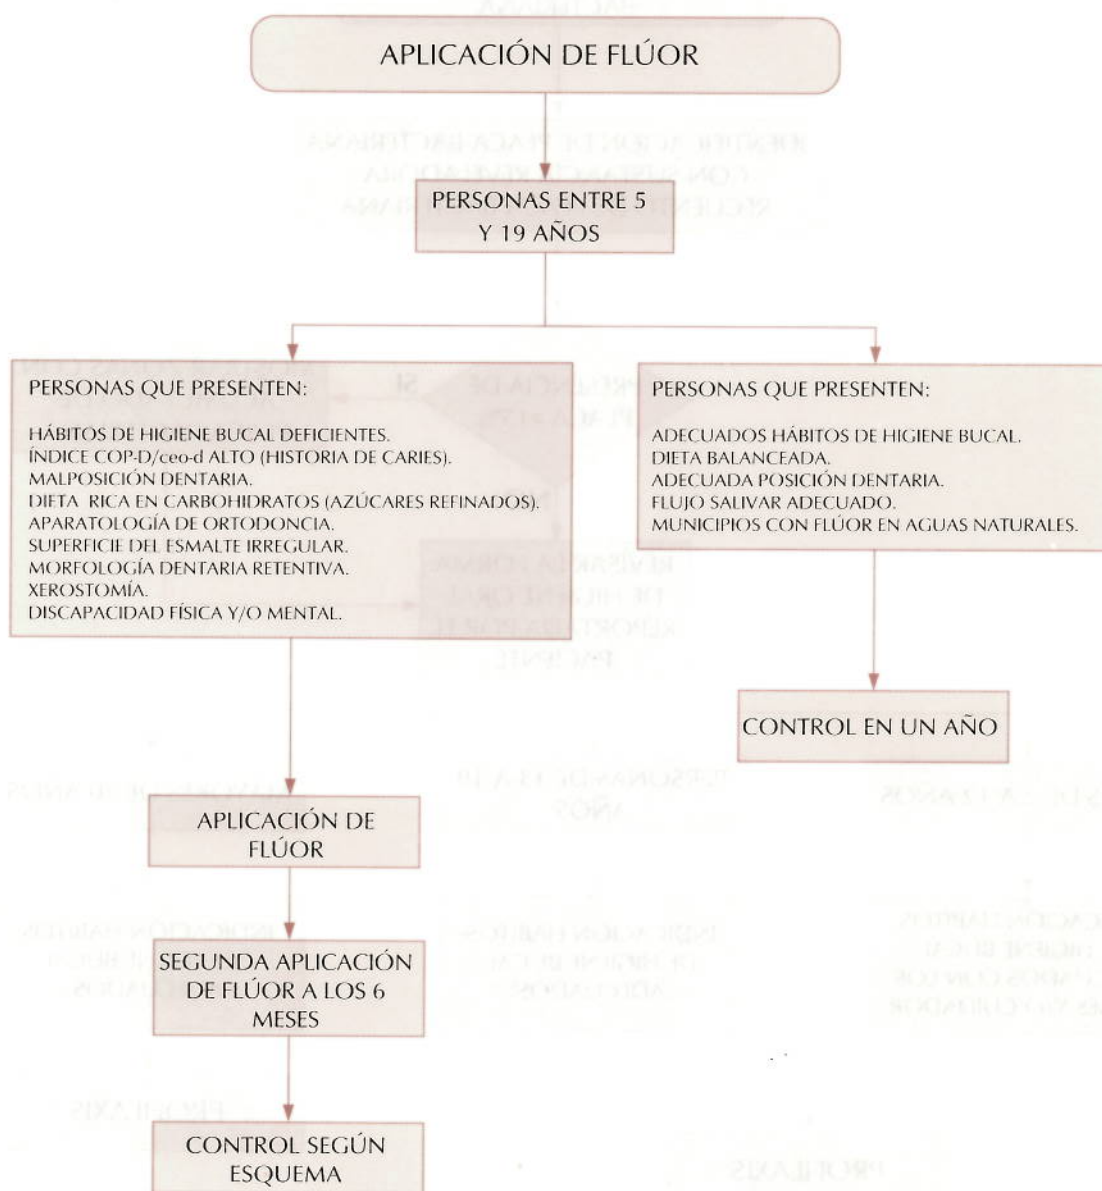 APLICACIÓN DE FLÚOR
PERSONAS ENTRE 5
Y 19 AÑOS
PERSONAS QUE PRESENTEN:
HÁBITOS DE HIGIENE BUCAL DEFICIENTES.
ÍNDICE COP-D/ceo-d ALTO (HISTORIA DE CARIES).
MALPOSICIÓN DENTARIA.
DIETA RICA EN CARBOHIDRATOS (AZÚCARES REFINADOS).
APARATOLOGÍA DE ORTODONCIA.
SUPERFICIE DEL ESMALTE IRREGULAR.
MORFOLOGÍA DENTARIA RETENTIVA.
XEROSTOMÍA.
DISCAPACIDAD FÍSICA Y/O MENTAL.
PERSONAS QUE PRESENTEN:
ADECUADOS HÁBITOS DE HIGIENE BUCAL.
DIETA BALANCEADA.
ADECUADA POSICIÓN DENTARIA.
FLUJO SALIVAR ADECUADO.
MUNICIPIOS CON FLÚOR EN AGUAS NATURALES.
CONTROL EN UN AÑO
APLICACIÓN DE
FLÚOR
SEGUNDA APLICACIÓN
DE FLÚOR A LOS 6
MESES
CONTROL SEGÚN
ESQUEMA